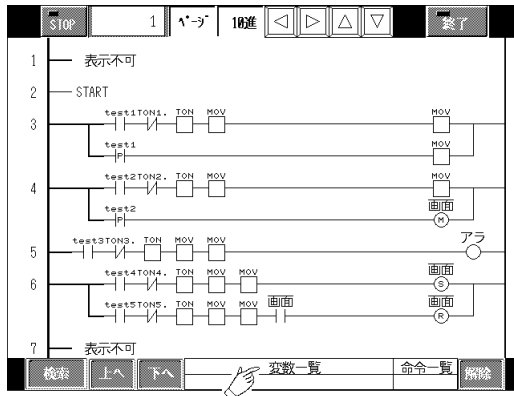 STOP 1 ﾍﾟｰｼﾞ 10進 ◁ ▷ △ ▽ 終了
1 表示不可
2 START
3 test1TON1. TON MOV MOV
test1 P MOV
4 test2TON2. TON MOV MOV
test2 P 画面 M
5 test3TON3. TON MOV MOV アラ
6 test4TON4. TON MOV MOV 画面 S
test5TON5. TON MOV MOV 画面 画面 R
7 表示不可
検索 上へ 下へ 変数一覧 命令一覧 解除